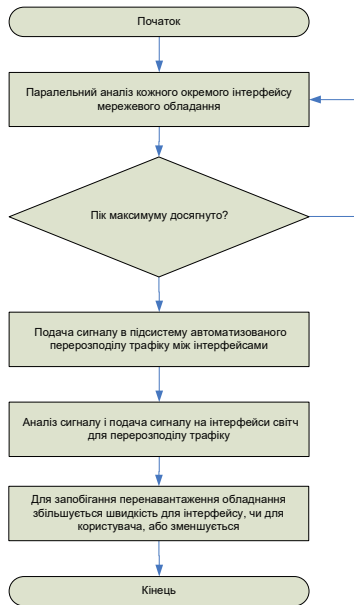 Початок
Паралельний аналіз кожного окремого інтерфейсу
мережевого обладання
Пік максимуму досягнуто?
Подача сигналу в підсистему автоматизованого
перерозподілу трафіку між інтерфейсами
Аналіз сигналу і подача сигналу на інтерфейси світч
для перерозподілу трафіку
Для запобігання перенавантаження обладнання
збільшується швидкість для інтерфейсу, чи для
користувача, або зменшується
Кінець